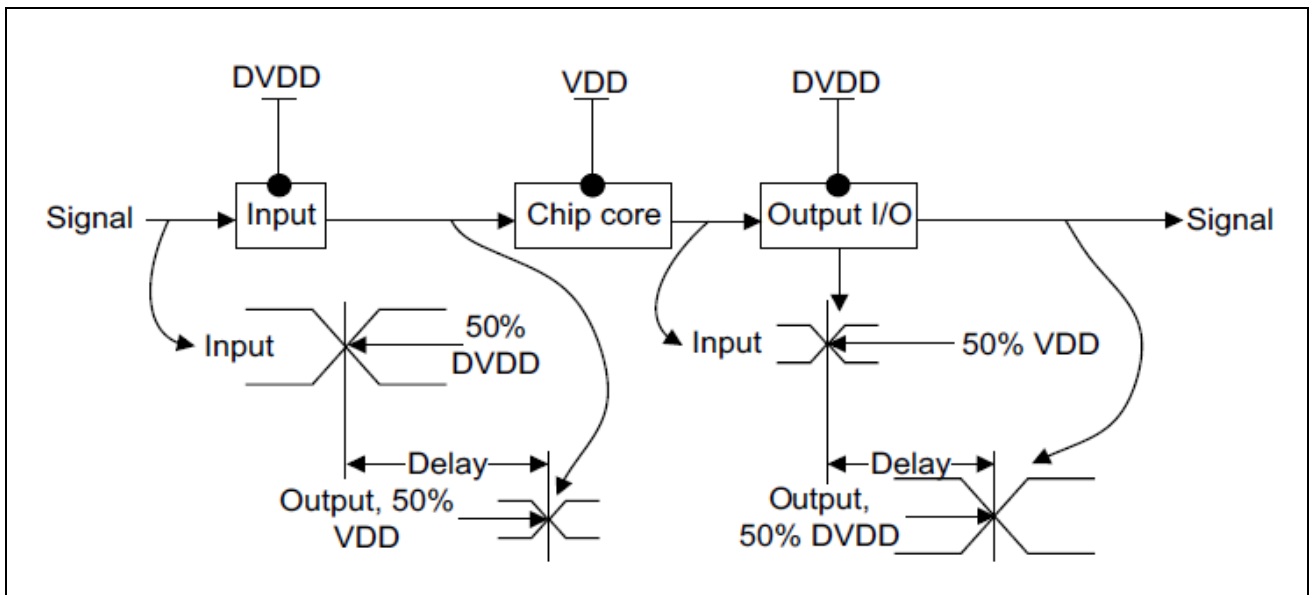 DVDD
VDD
DVDD
Signal
Input
Chip core
Output I/O
Signal
Input
50%
DVDD
Input
50% VDD
Delay
Output, 50%
VDD
Delay
Output,
50% DVDD